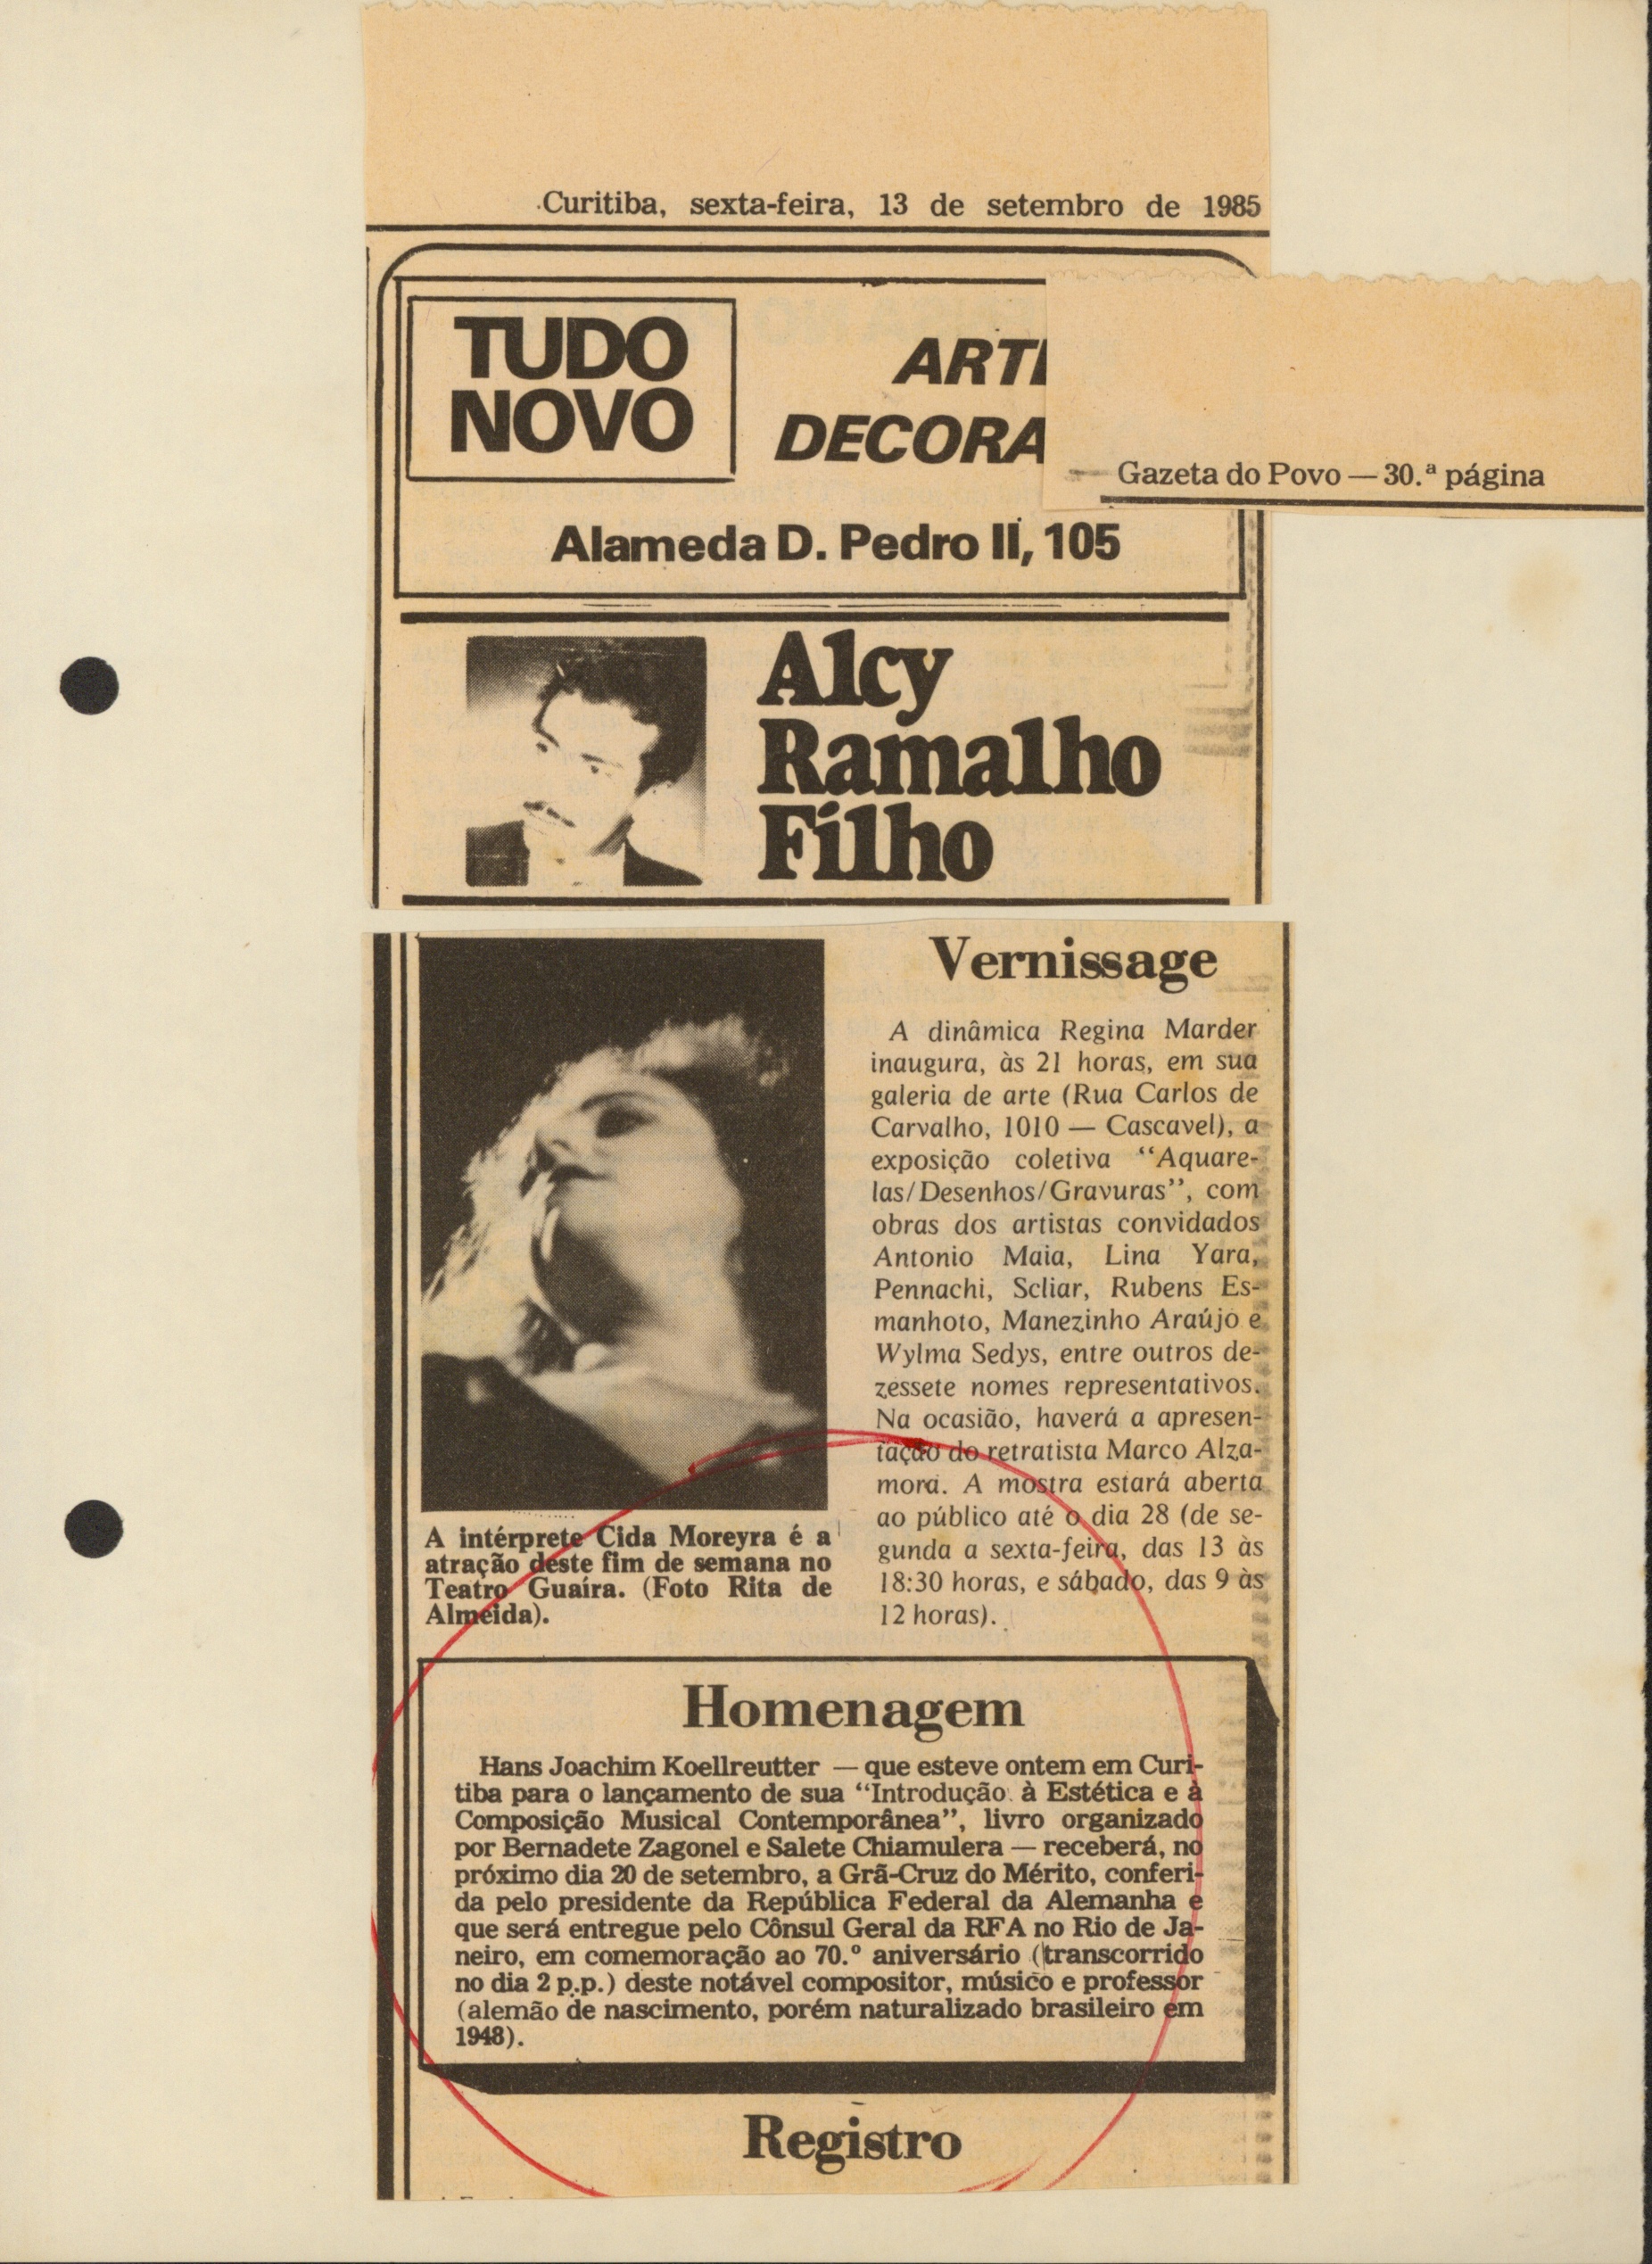 Curitiba, sexta-feira, 13 de setembro de 1985
TUDO
NOVO
ART
DECORA
Gazeta do Povo — 30.ª página
Alameda D. Pedro II, 105
Alcy
Ramalho
Filho
Vernissage
A dinâmica Regina Marder
inaugura, às 21 horas, em sua
galeria de arte (Rua Carlos de
Carvalho, 1010 — Cascavel), a
exposição coletiva “Aquare-
las/Desenhos/Gravuras”, com
obras dos artistas convidados
Antonio Maia, Lina Yara,
Pennachi, Scliar, Rubens Es-
manhoto, Manezinho Araújo e
Wylma Sedys, entre outros de-
zessete nomes representativos.
Na ocasião, haverá a apresen-
tação do retratista Marco Alza-
mora. A mostra estará aberta
ao público até o dia 28 (de se-
gunda a sexta-feira, das 13 às
18:30 horas, e sábado, das 9 às
12 horas).
A intérprete Cida Moreyra é a
atração deste fim de semana no
Teatro Guaíra. (Foto Rita de
Almeida).
Homenagem
Hans Joachim Koellreutter — que esteve ontem em Curi-
tiba para o lançamento de sua “Introdução à Estética e à
Composição Musical Contemporânea”, livro organizado
por Bernadete Zagonel e Salete Chiamulera — receberá, no
próximo dia 20 de setembro, a Grã-Cruz do Mérito, conferi-
da pelo presidente da República Federal da Alemanha e
que será entregue pelo Cônsul Geral da RFA no Rio de Ja-
neiro, em comemoração ao 70.º aniversário (transcorrido
no dia 2 p.p.) deste notável compositor, músico e professor
(alemão de nascimento, porém naturalizado brasileiro em
1948).
Registro